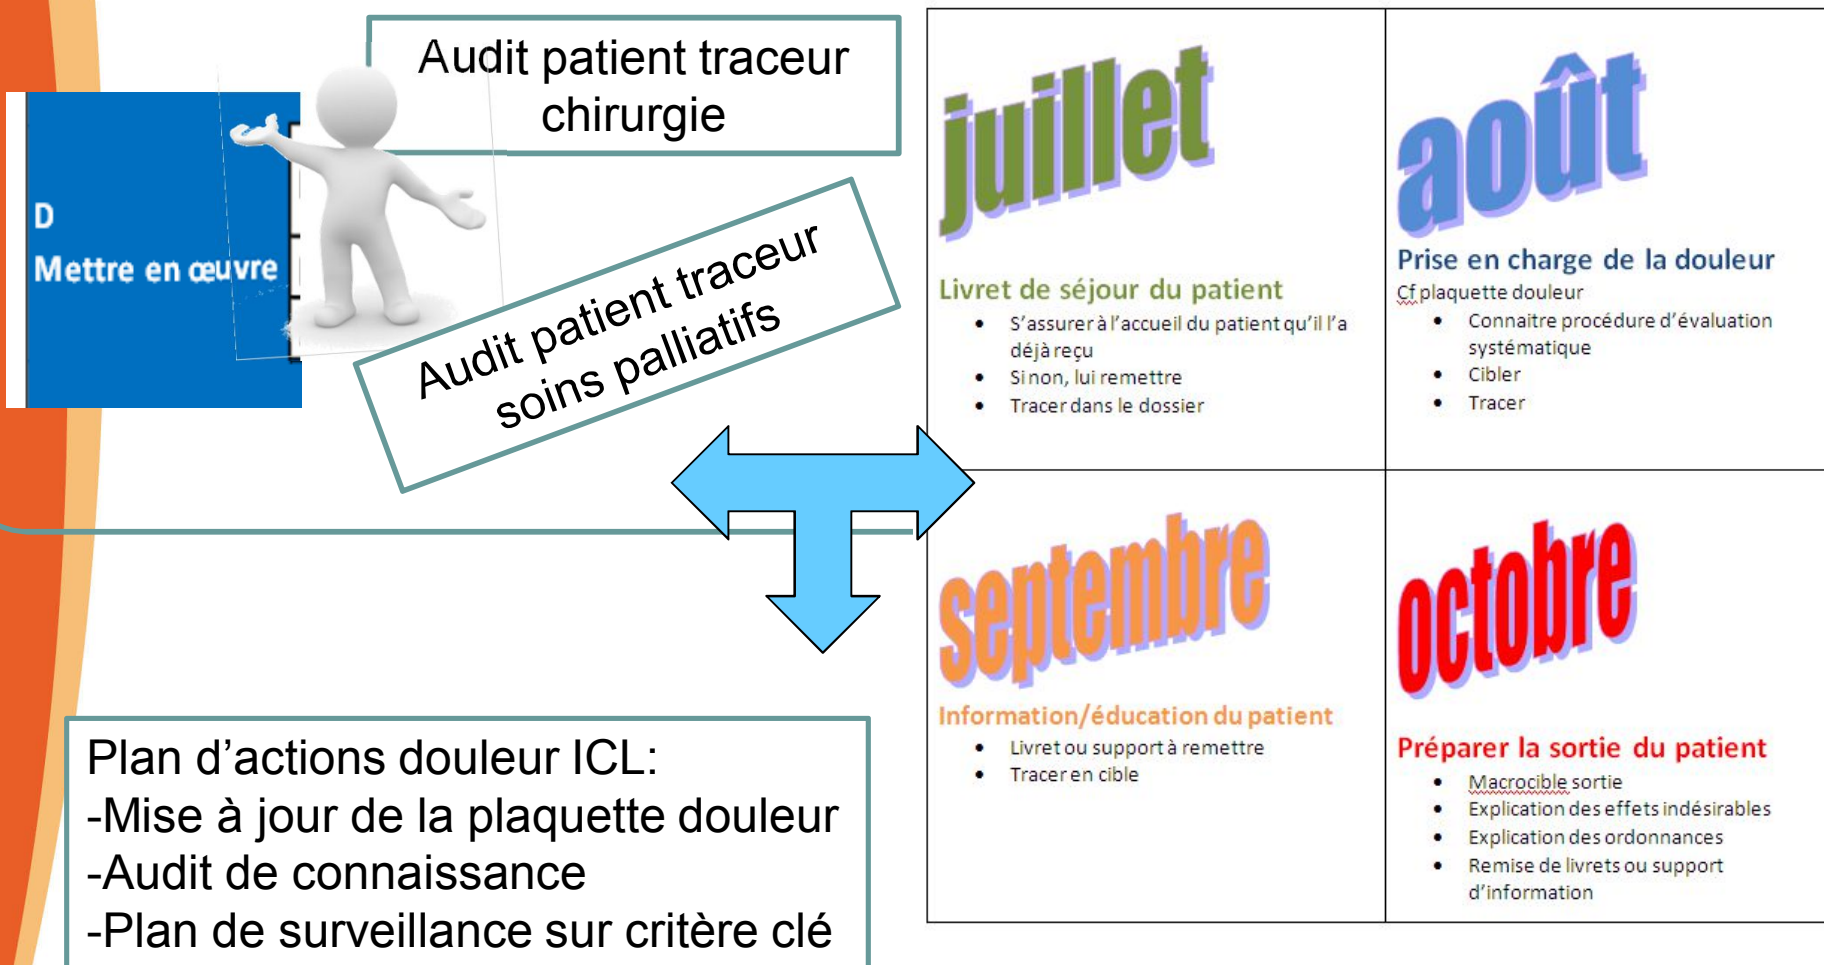 Audit patient traceur
chirurgie
D
Mettre en œuvre
Audit patient traceur
soins palliatifs
Plan d’actions douleur ICL:
-Mise à jour de la plaquette douleur
-Audit de connaissance
-Plan de surveillance sur critère clé
juillet
Livret de séjour du patient
• S’assurer à l’accueil du patient qu’il l’a
déjà reçu
• Si non, lui remettre
• Tracer dans le dossier
août
Prise en charge de la douleur
Cf plaquette douleur
• Connaitre procédure d’évaluation
systématique
• Cibler
• Tracer
septembre
Information/éducation du patient
• Livret ou support à remettre
• Tracer en cible
octobre
Préparer la sortie du patient
• Macrocible sortie
• Explication des effets indésirables
• Explication des ordonnances
• Remise de livrets ou support
d’information